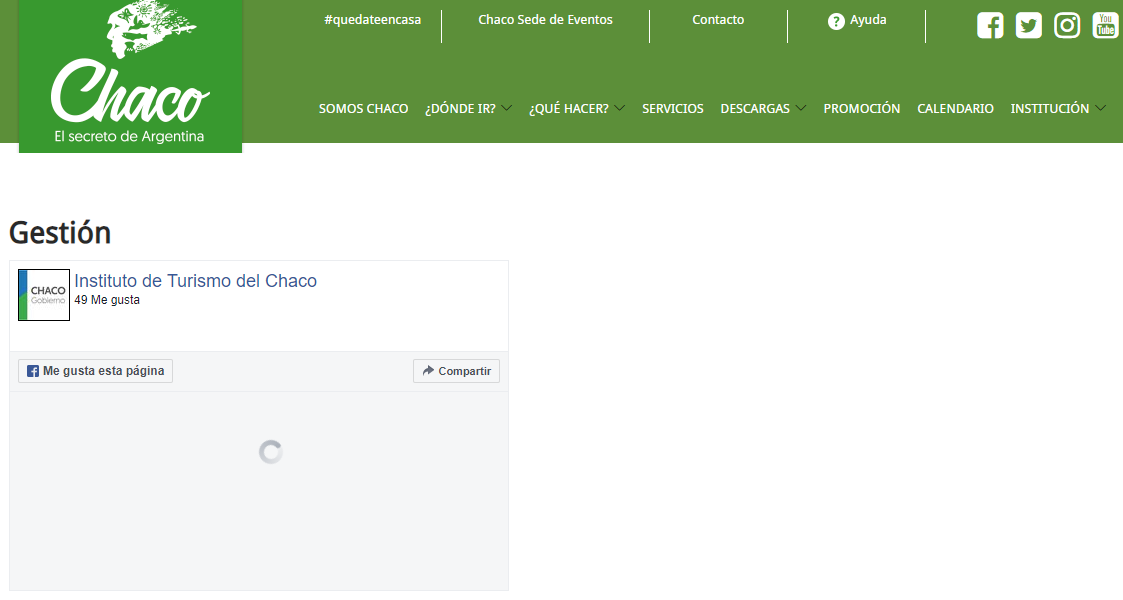 #quedateencasa
Chaco Sede de Eventos
Contacto
? Ayuda
You
Tube
Chaco
El secreto de Argentina
SOMOS CHACO
¿DÓNDE IR?
¿QUÉ HACER?
SERVICIOS
DESCARGAS
PROMOCIÓN
CALENDARIO
INSTITUCIÓN
Gestión
CHACO
Gobierno
Instituto de Turismo del Chaco
49 Me gusta
Me gusta esta página
Compartir